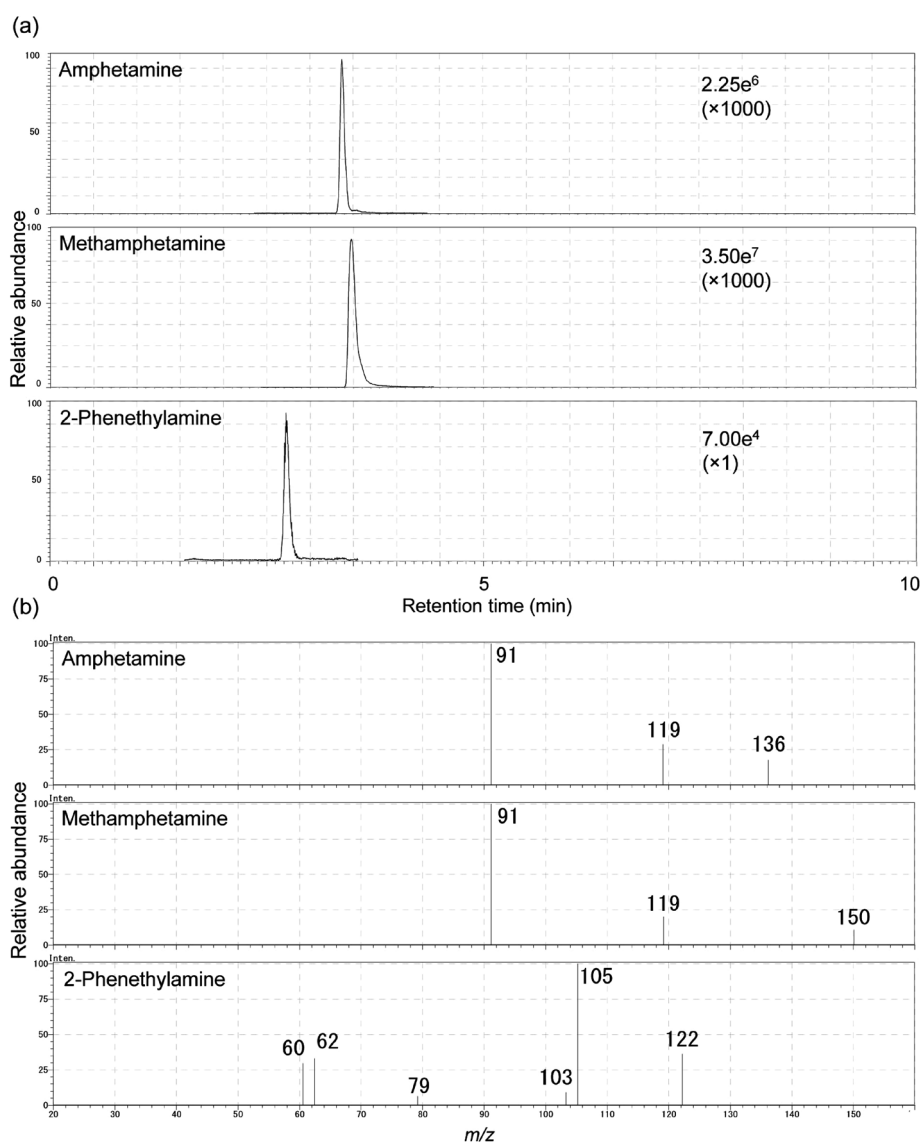 (a)
Relative abundance
100
Amphetamine
2.25e⁶
(×1000)
50
0
100
Methamphetamine
3.50e⁷
(×1000)
50
0
100
2-Phenethylamine
7.00e⁴
(×1)
50
0
0 5 10
Retention time (min)
(b)
Relative abundance
Inten.
100
Amphetamine
91
75
50
119
136
25
0
Inten.
100
Methamphetamine
91
75
50
25
119
150
0
Inten.
100
2-Phenethylamine
105
75
50
60
62
122
25
79
103
0
20 30 40 50 60 70 80 90 100 110 120 130 140 150
m/z